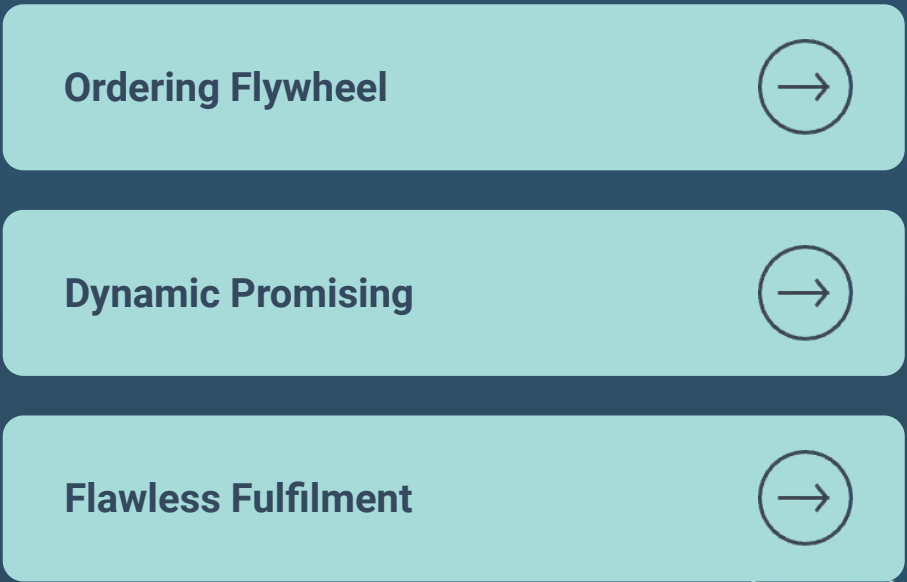 Ordering Flywheel
Dynamic Promising
Flawless Fulfilment